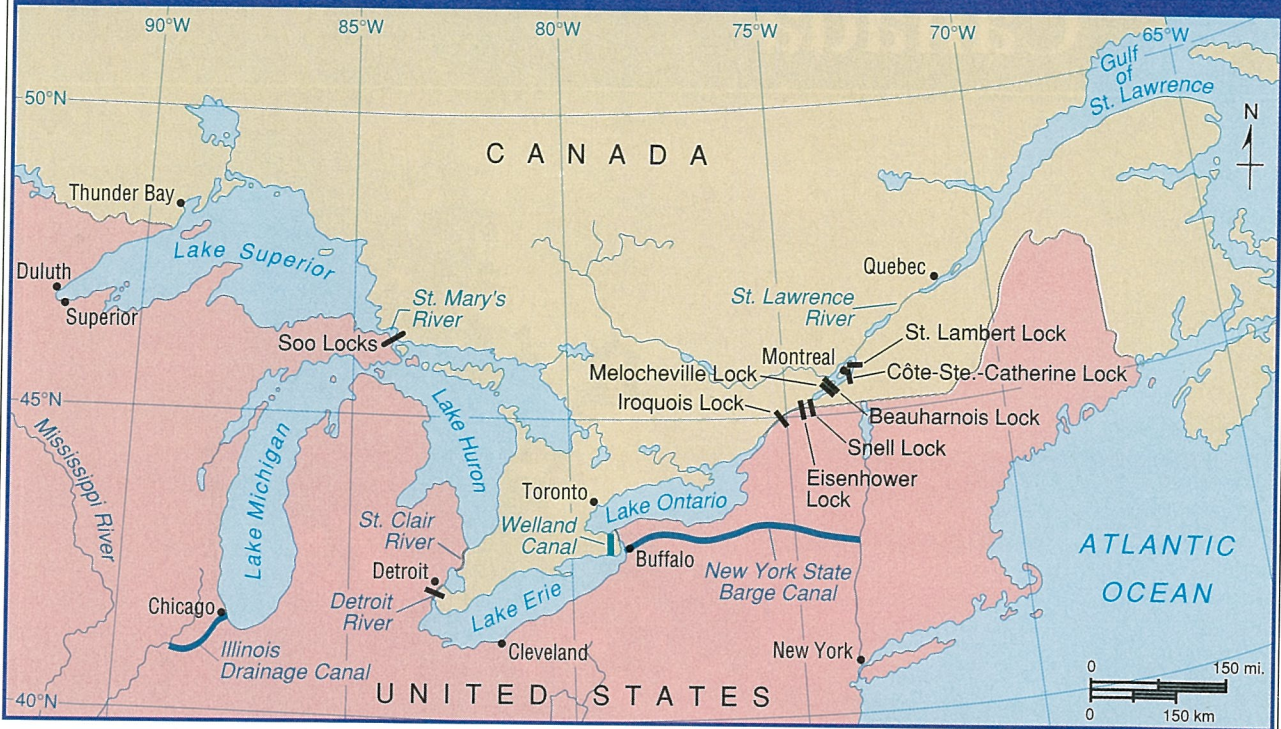 90°W
85°W
80°W
75°W
70°W
65°W
Gulf
of
St. Lawrence
50°N
N
CANADA
Thunder Bay
Lake Superior
Duluth
Superior
Quebec
St. Mary's
River
St. Lawrence
River
Soo Locks
St. Lambert Lock
Montreal
Melocheville Lock
Côte-Ste.-Catherine Lock
Iroquois Lock
45°N
Beauharnois Lock
Mississippi River
Lake Michigan
Lake Huron
Snell Lock
Eisenhower
Lock
Toronto
Lake Ontario
St. Clair
River
Welland
Canal
Buffalo
ATLANTIC
OCEAN
Detroit
New York State
Barge Canal
Detroit
River
Lake Erie
Chicago
Illinois
Drainage Canal
Cleveland
New York
0 150 mi.
0 150 km
40°N
UNITED STATES